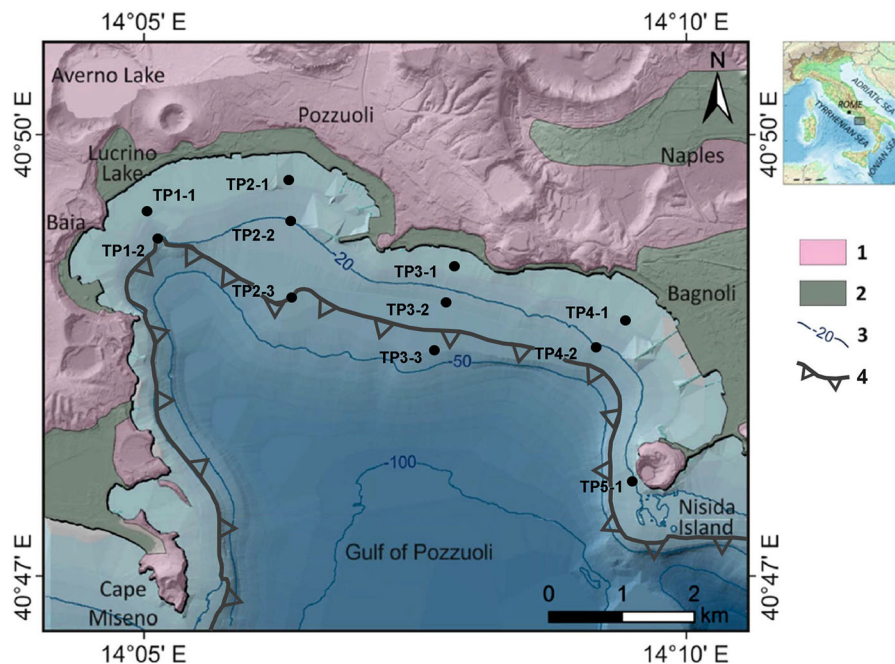 14°05' E
14°10' E
40°50' N
Averno Lake
Pozzuoli
N
Lucrino
Lake
Naples
40°50' N
ADRIATIC SEA
ROME
TYRRHENIAN SEA
IONIAN SEA
TP1-1
TP2-1
Baia
TP1-2
TP2-2
-20
TP3-1
TP2-3
TP3-2
TP4-1
Bagnoli
TP3-3
-50
TP4-2
1
2
-20
3
4
-100
TP5-1
Nisida
Island
Gulf of Pozzuoli
40°47' N
Cape
Miseno
0
1
2
km
40°47' N
14°05' E
14°10' E